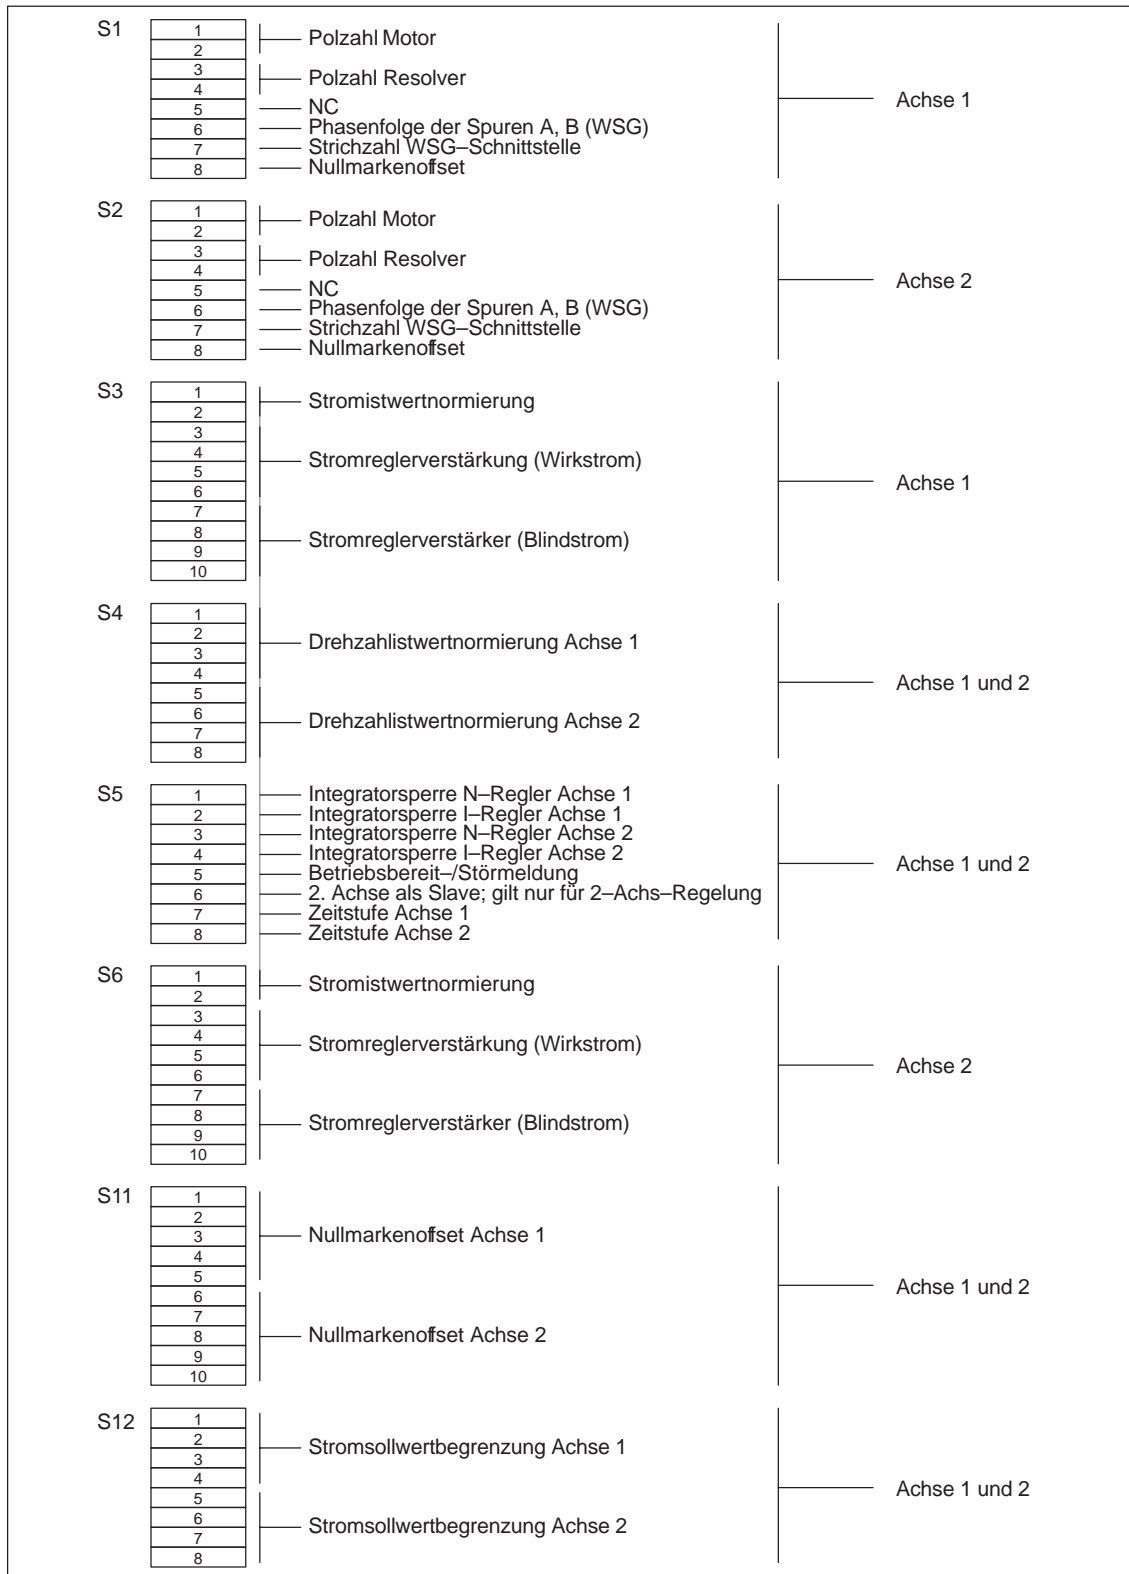 S1
1
2
Polzahl Motor
3
4
Polzahl Resolver
5
NC
6
Phasenfolge der Spuren A, B (WSG)
7
Strichzahl WSG–Schnittstelle
8
Nullmarkenoffset
Achse 1
S2
1
2
Polzahl Motor
3
4
Polzahl Resolver
5
NC
6
Phasenfolge der Spuren A, B (WSG)
7
Strichzahl WSG–Schnittstelle
8
Nullmarkenoffset
Achse 2
S3
1
2
Stromistwertnormierung
3
4
5
6
Stromreglerverstärkung (Wirkstrom)
7
8
9
10
Stromreglerverstärker (Blindstrom)
Achse 1
S4
1
2
3
4
Drehzahlistwertnormierung Achse 1
5
6
7
8
Drehzahlistwertnormierung Achse 2
Achse 1 und 2
S5
1
Integratorsperre N–Regler Achse 1
2
Integratorsperre I–Regler Achse 1
3
Integratorsperre N–Regler Achse 2
4
Integratorsperre I–Regler Achse 2
5
Betriebsbereit–/Störmeldung
6
2. Achse als Slave; gilt nur für 2–Achs–Regelung
7
Zeitstufe Achse 1
8
Zeitstufe Achse 2
Achse 1 und 2
S6
1
2
Stromistwertnormierung
3
4
5
6
Stromreglerverstärkung (Wirkstrom)
7
8
9
10
Stromreglerverstärker (Blindstrom)
Achse 2
S11
1
2
3
4
5
Nullmarkenoffset Achse 1
6
7
8
9
10
Nullmarkenoffset Achse 2
Achse 1 und 2
S12
1
2
3
4
Stromsollwertbegrenzung Achse 1
5
6
7
8
Stromsollwertbegrenzung Achse 2
Achse 1 und 2